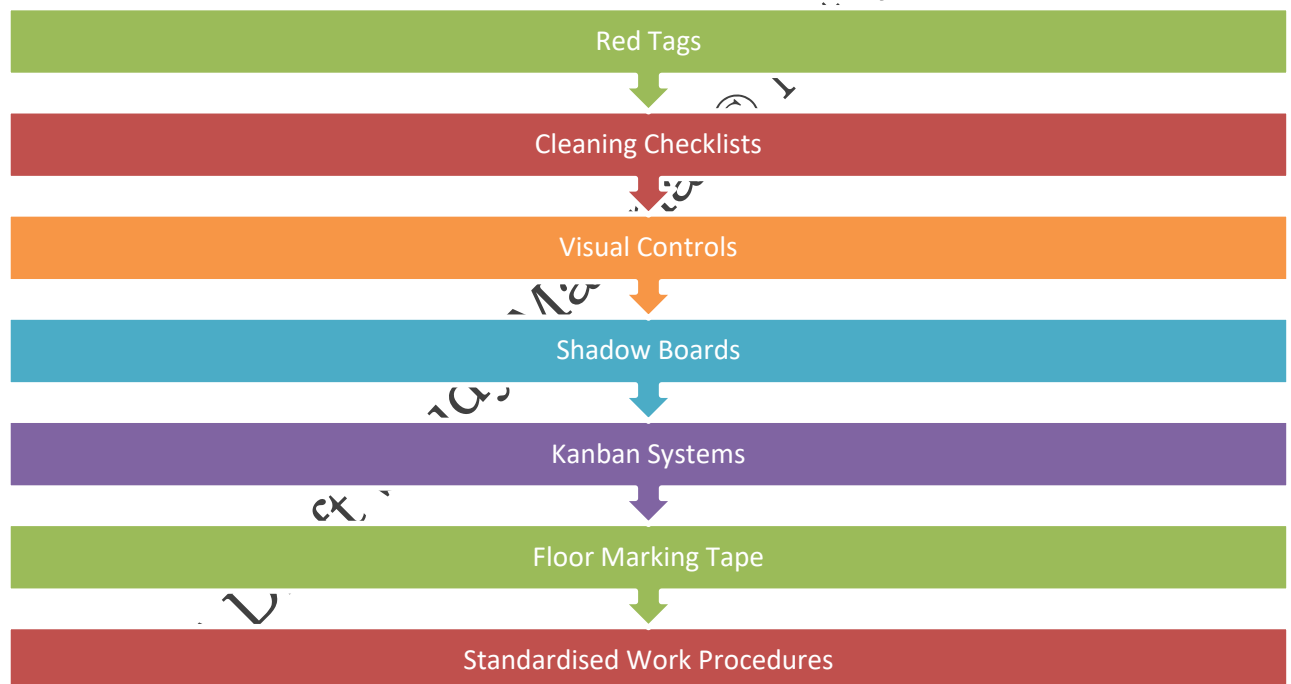 Red Tags
Cleaning Checklists
Visual Controls
Shadow Boards
Kanban Systems
Floor Marking Tape
Standardised Work Procedures